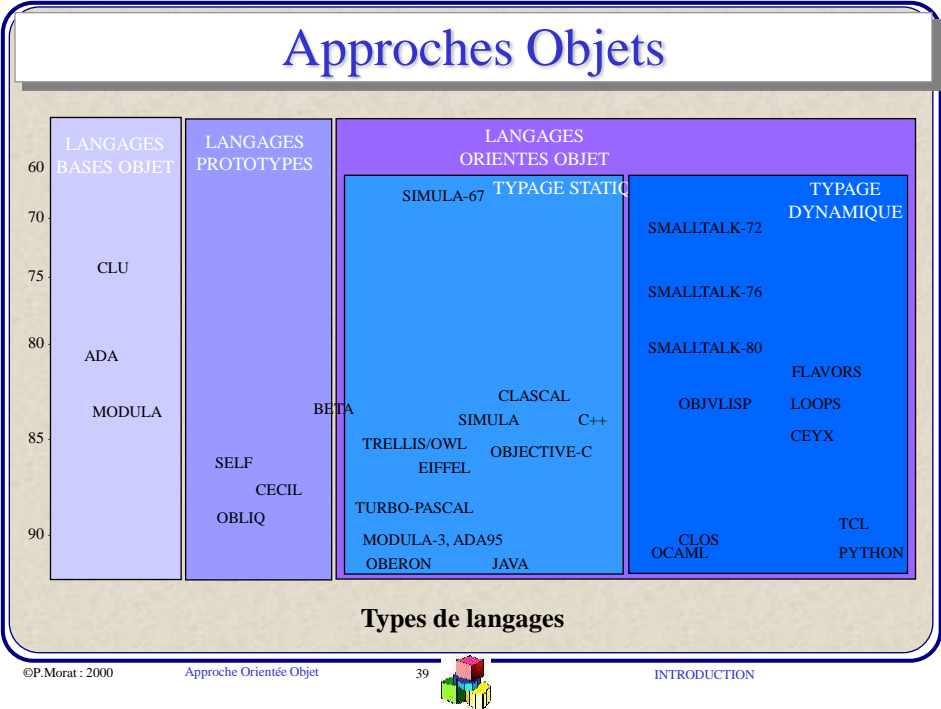 Approches Objets
LANGAGES
BASES OBJET
LANGAGES
PROTOTYPES
LANGAGES
ORIENTES OBJET
TYPAGE STATIQ
TYPAGE
DYNAMIQUE
60
70
75
80
85
90
CLU
ADA
MODULA
BETA
SELF
CECIL
OBLIQ
SIMULA-67
CLASCAL
SIMULA
C++
TRELLIS/OWL
OBJECTIVE-C
EIFFEL
TURBO-PASCAL
MODULA-3, ADA95
OBERON
JAVA
SMALLTALK-72
SMALLTALK-76
SMALLTALK-80
FLAVORS
OBJVLISP
LOOPS
CEYX
TCL
CLOS
OCAML
PYTHON
Types de langages
©P.Morat : 2000
Approche Orientée Objet
39
INTRODUCTION